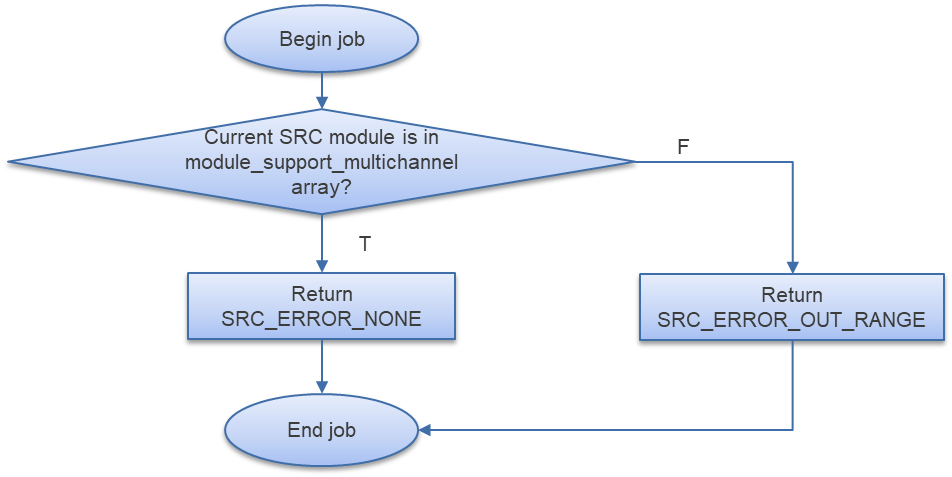 Begin job
Current SRC module is in
module_support_multichannel
array?
F
T
Return
SRC_ERROR_NONE
Return
SRC_ERROR_OUT_RANGE
End job